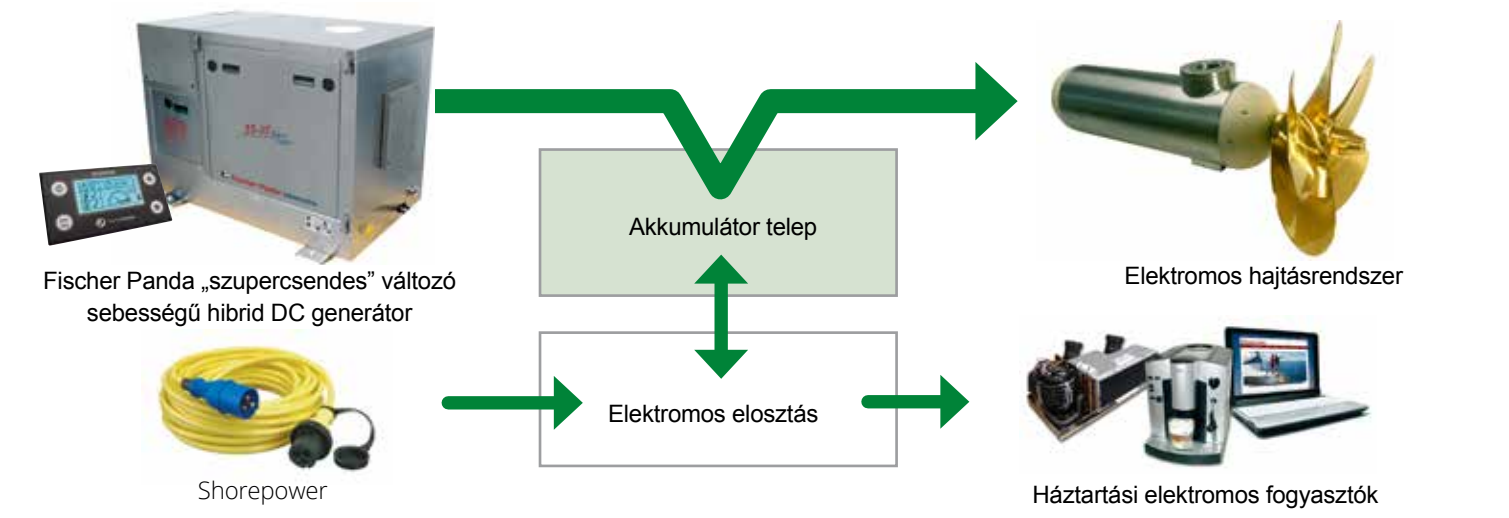 Fischer Panda „szupercsendes” változó
sebességű hibrid DC generátor
Akkumulátor telep
Elektromos hajtásrendszer
Elektromos elosztás
Shorepower
Háztartási elektromos fogyasztók